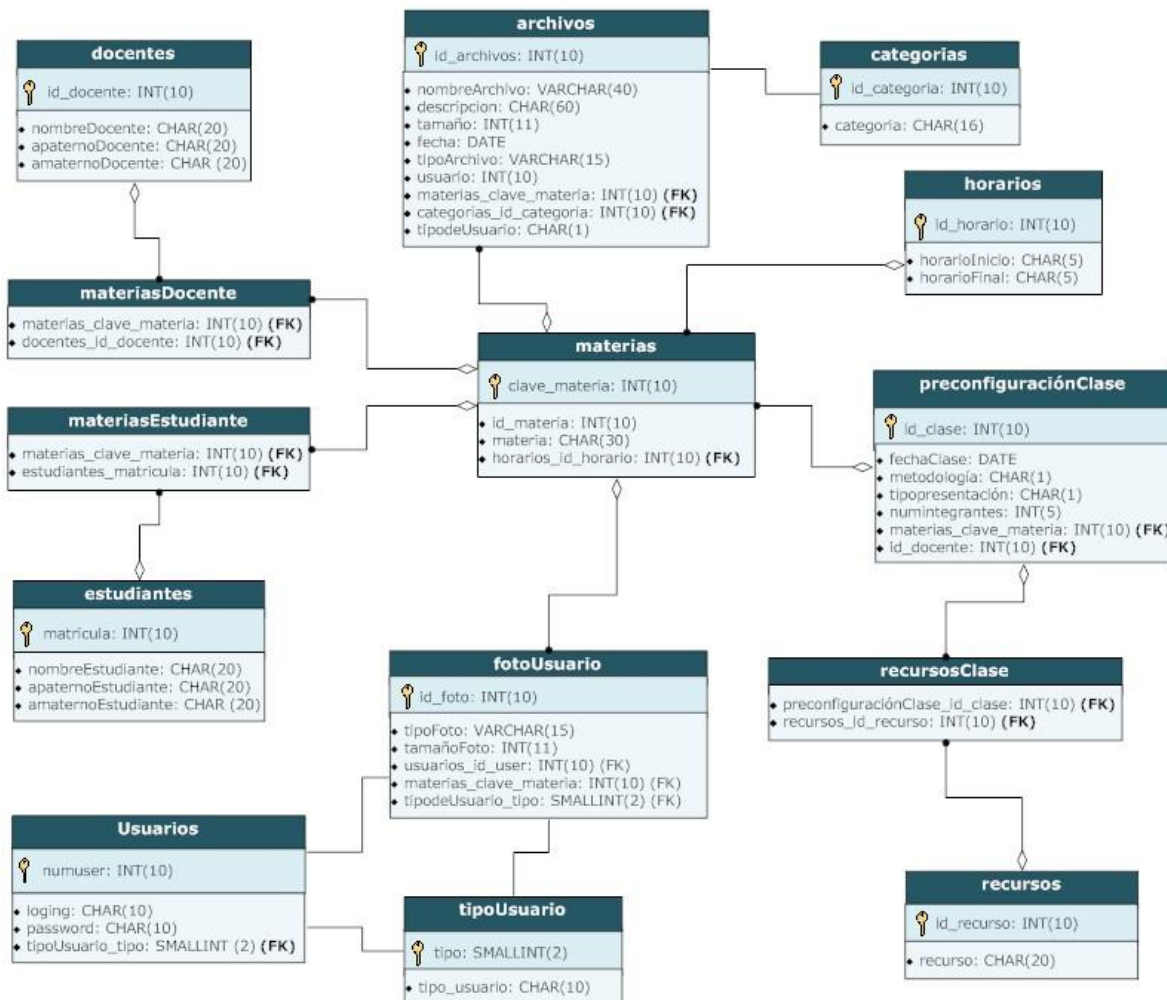 archivos
id_archivos: INT(10)
nombreArchivo: VARCHAR(40)
descripcion: CHAR(60)
tamaño: INT(11)
fecha: DATE
tipoArchivo: VARCHAR(15)
usuario: INT(10)
materias_clave_materia: INT(10) (FK)
categorias_id_categoria: INT(10) (FK)
tipodeUsuario: CHAR(1)
docentes
id_docente: INT(10)
nombreDocente: CHAR(20)
apaternoDocente: CHAR(20)
amaternoDocente: CHAR (20)
categorias
id_categoria: INT(10)
categoria: CHAR(16)
horarios
id_horario: INT(10)
horarioInicio: CHAR(5)
horarioFinal: CHAR(5)
materiasDocente
materias_clave_materia: INT(10) (FK)
docentes_id_docente: INT(10) (FK)
materias
clave_materia: INT(10)
id_materia: INT(10)
materia: CHAR(30)
horarios_id_horario: INT(10) (FK)
preconfiguraciónClase
id_clase: INT(10)
fechaClase: DATE
metodología: CHAR(1)
tipopresentación: CHAR(1)
numintegrantes: INT(5)
materias_clave_materia: INT(10) (FK)
id_docente: INT(10) (FK)
materiasEstudiante
materias_clave_materia: INT(10) (FK)
estudiantes_matricula: INT(10) (FK)
estudiantes
matricula: INT(10)
nombreEstudiante: CHAR(20)
apaternoEstudiante: CHAR(20)
amaternoEstudiante: CHAR (20)
fotoUsuario
id_foto: INT(10)
tipoFoto: VARCHAR(15)
tamañoFoto: INT(11)
usuarios_id_user: INT(10) (FK)
materias_clave_materia: INT(10) (FK)
tipodeUsuario_tipo: SMALLINT(2) (FK)
recursosClase
preconfiguraciónClase_id_clase: INT(10) (FK)
recursos_id_recurso: INT(10) (FK)
Usuarios
numuser: INT(10)
loging: CHAR(10)
password: CHAR(10)
tipoUsuario_tipo: SMALLINT (2) (FK)
tipoUsuario
tipo: SMALLINT(2)
tipo_usuario: CHAR(10)
recursos
id_recurso: INT(10)
recurso: CHAR(20)